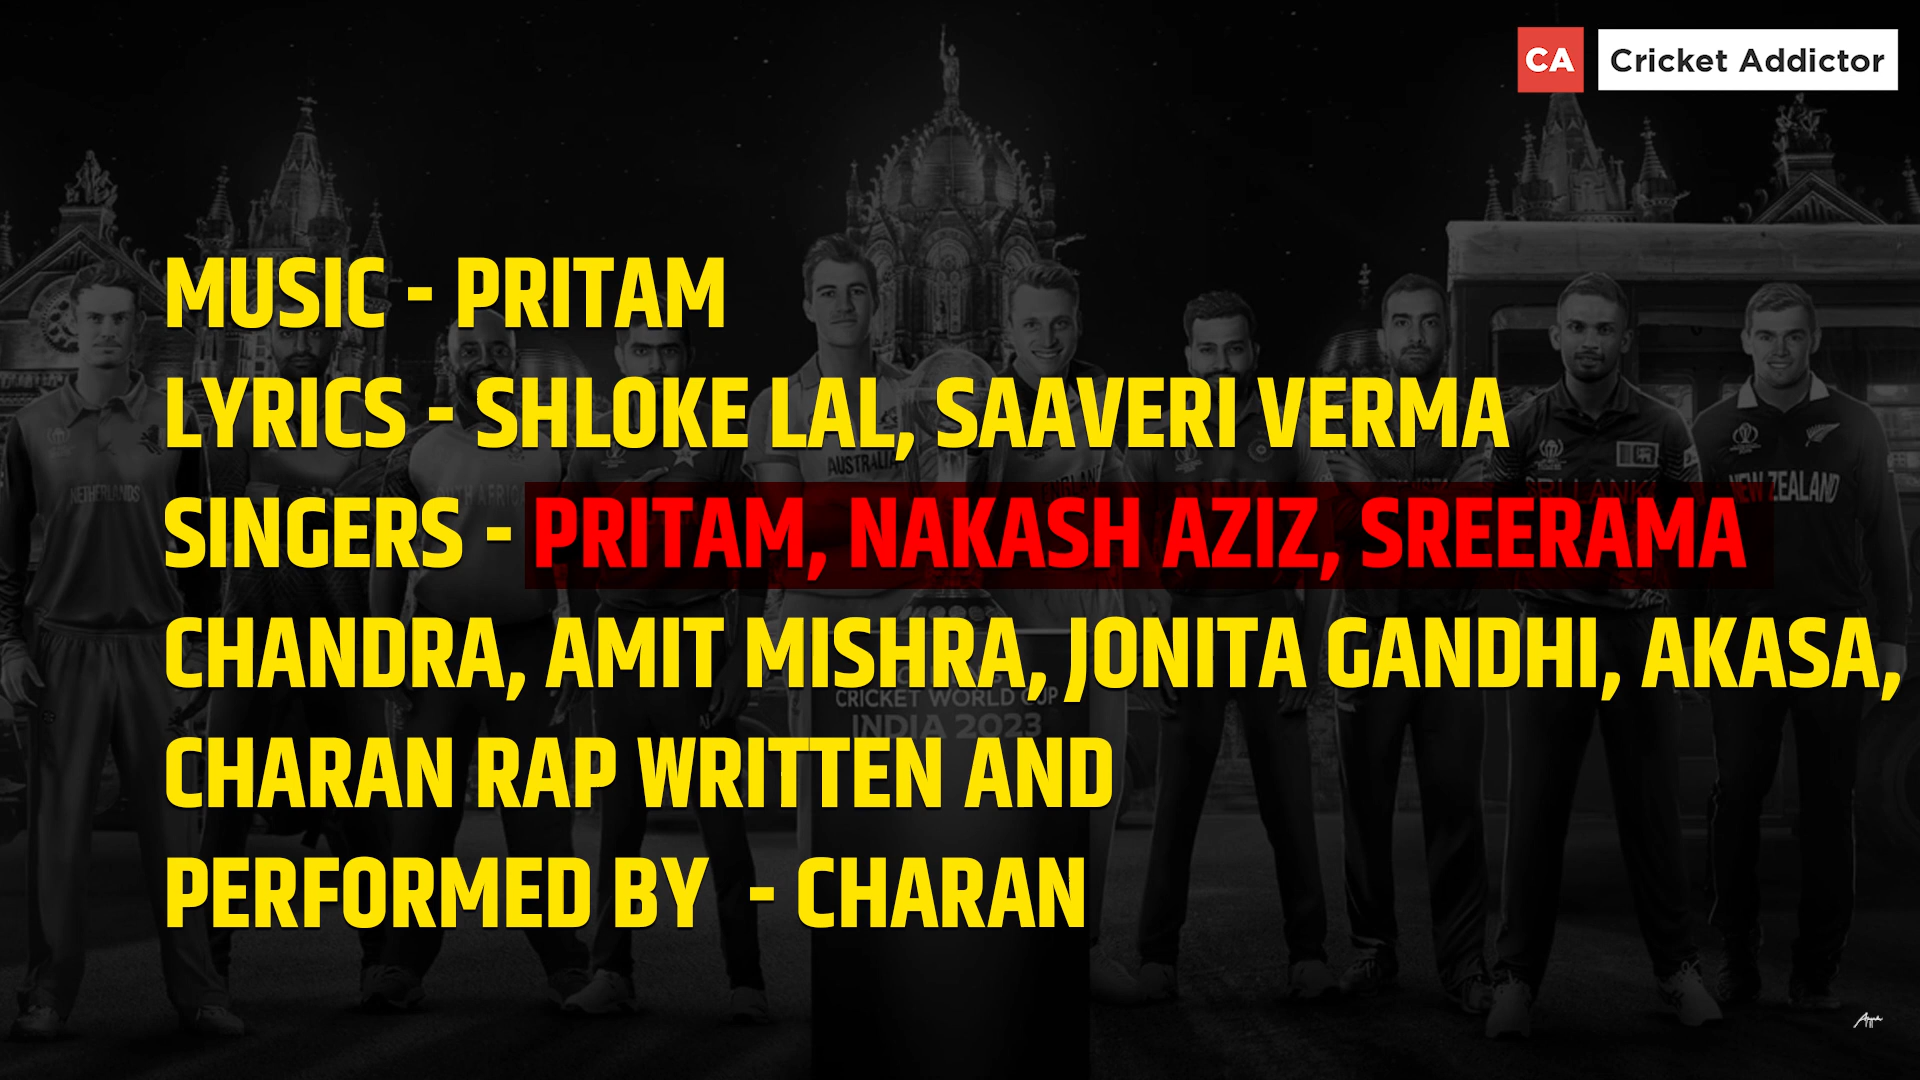 CA Cricket Addictor
MUSIC - PRITAM
LYRICS - SHLOKE LAL, SAAVERI VERMA
SINGERS - PRITAM, NAKASH AZIZ, SREERAMA
CHANDRA, AMIT MISHRA, JONITA GANDHI, AKASA,
CHARAN RAP WRITTEN AND
PERFORMED BY - CHARAN
NETHERLANDS
AUSTRALIA
SRI LANKA
NEW ZEALAND
CRICKET WORLD CUP
INDIA 2023